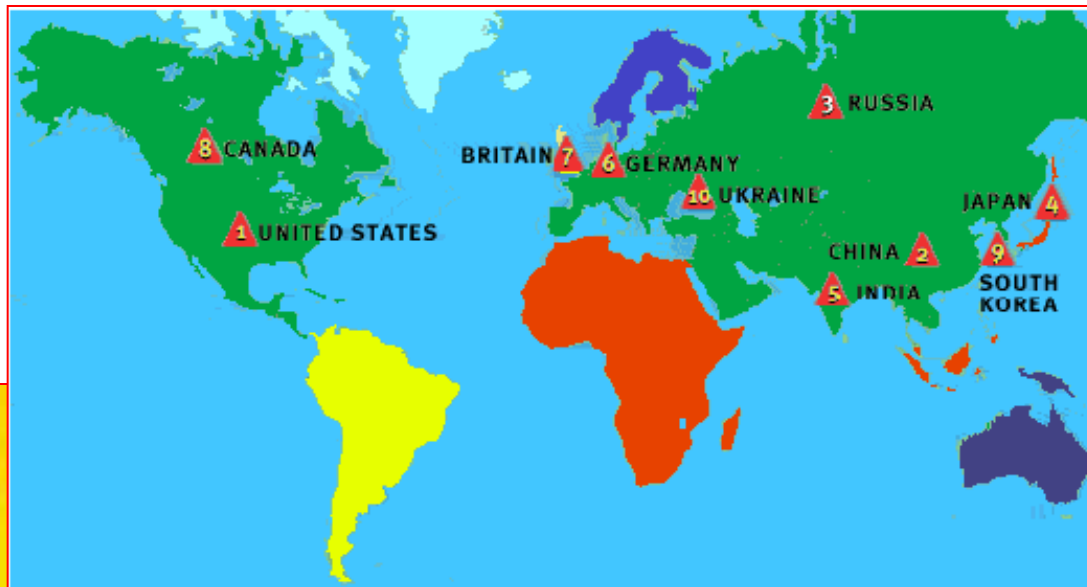 3 RUSSIA
8 CANADA
BRITAIN 7
6 GERMANY
10 UKRAINE
JAPAN 4
1 UNITED STATES
CHINA 2
9
SOUTH
KOREA
5 INDIA